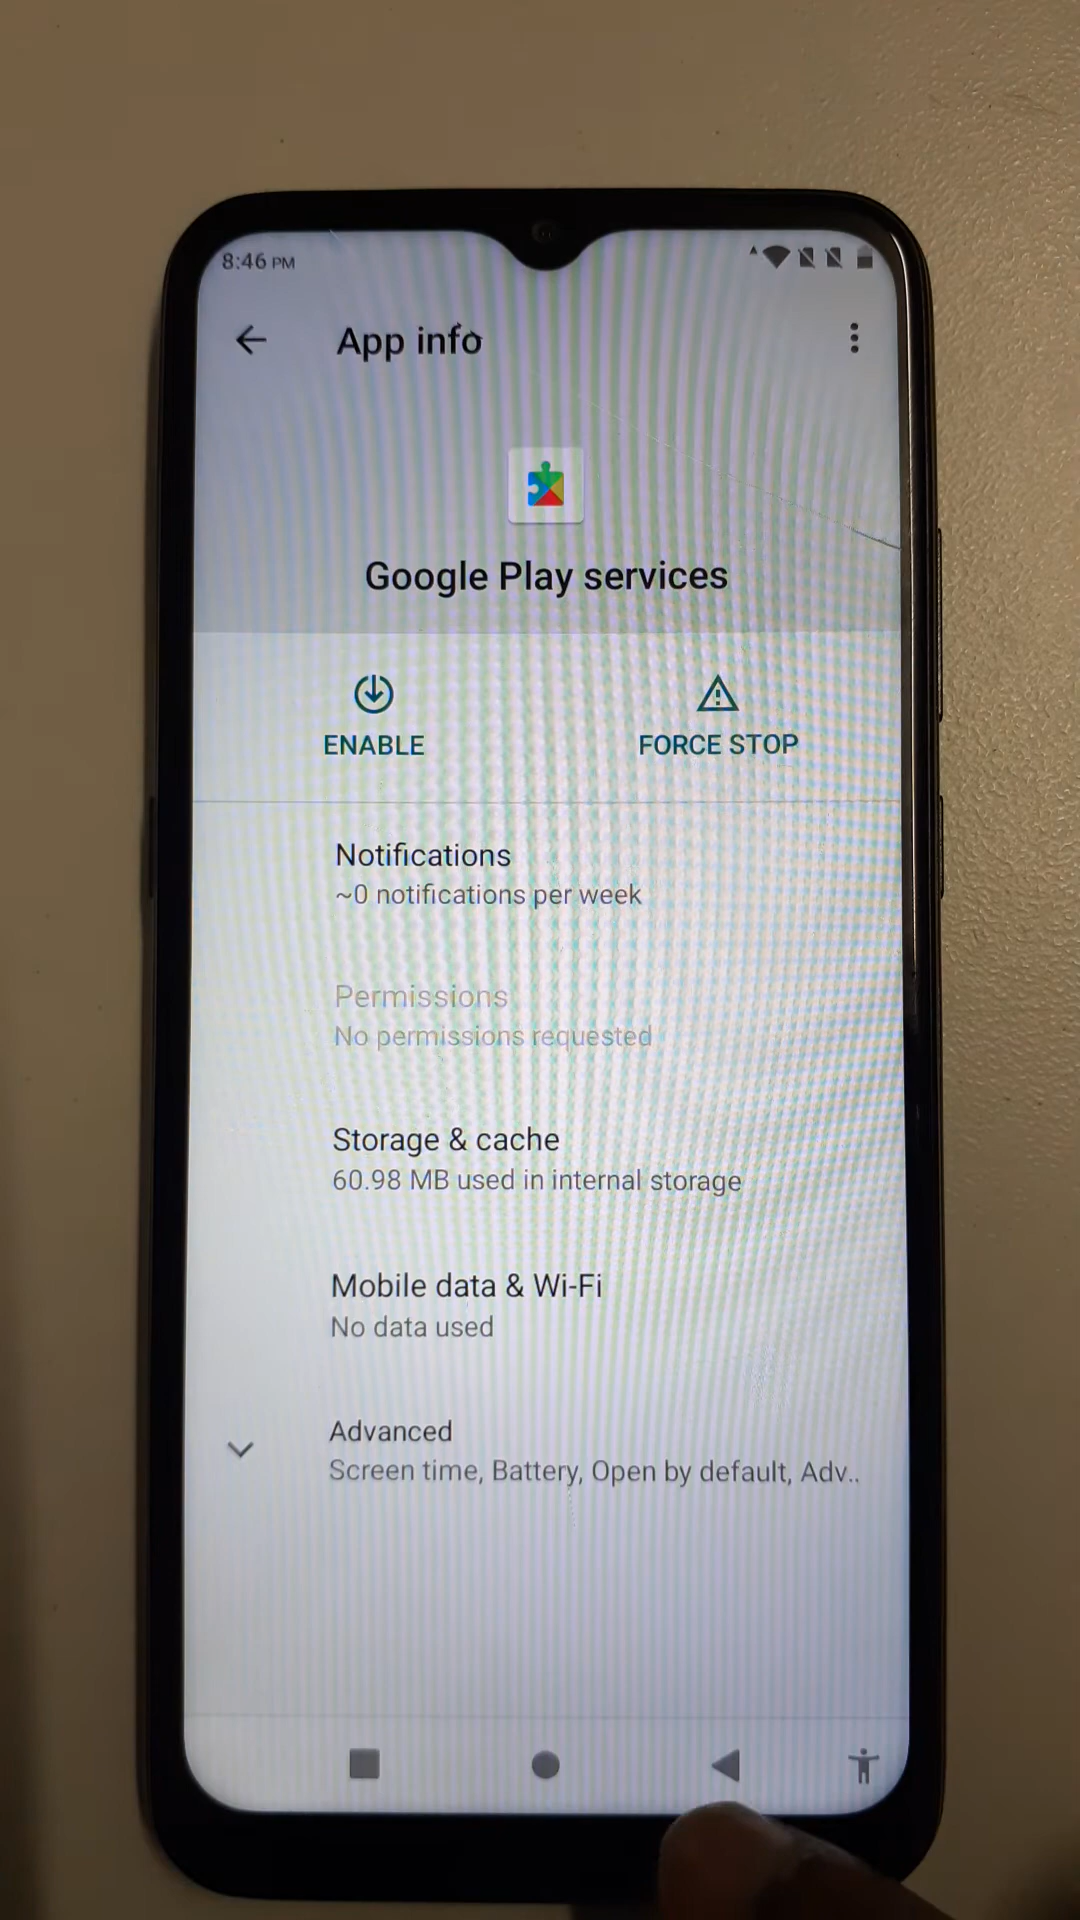 8:46 PM
App info
Google Play services
ENABLE
FORCE STOP
Notifications
~0 notifications per week
Permissions
No permissions requested
Storage & cache
60.98 MB used in internal storage
Mobile data & Wi-Fi
No data used
Advanced
Screen time, Battery, Open by default, Adv..